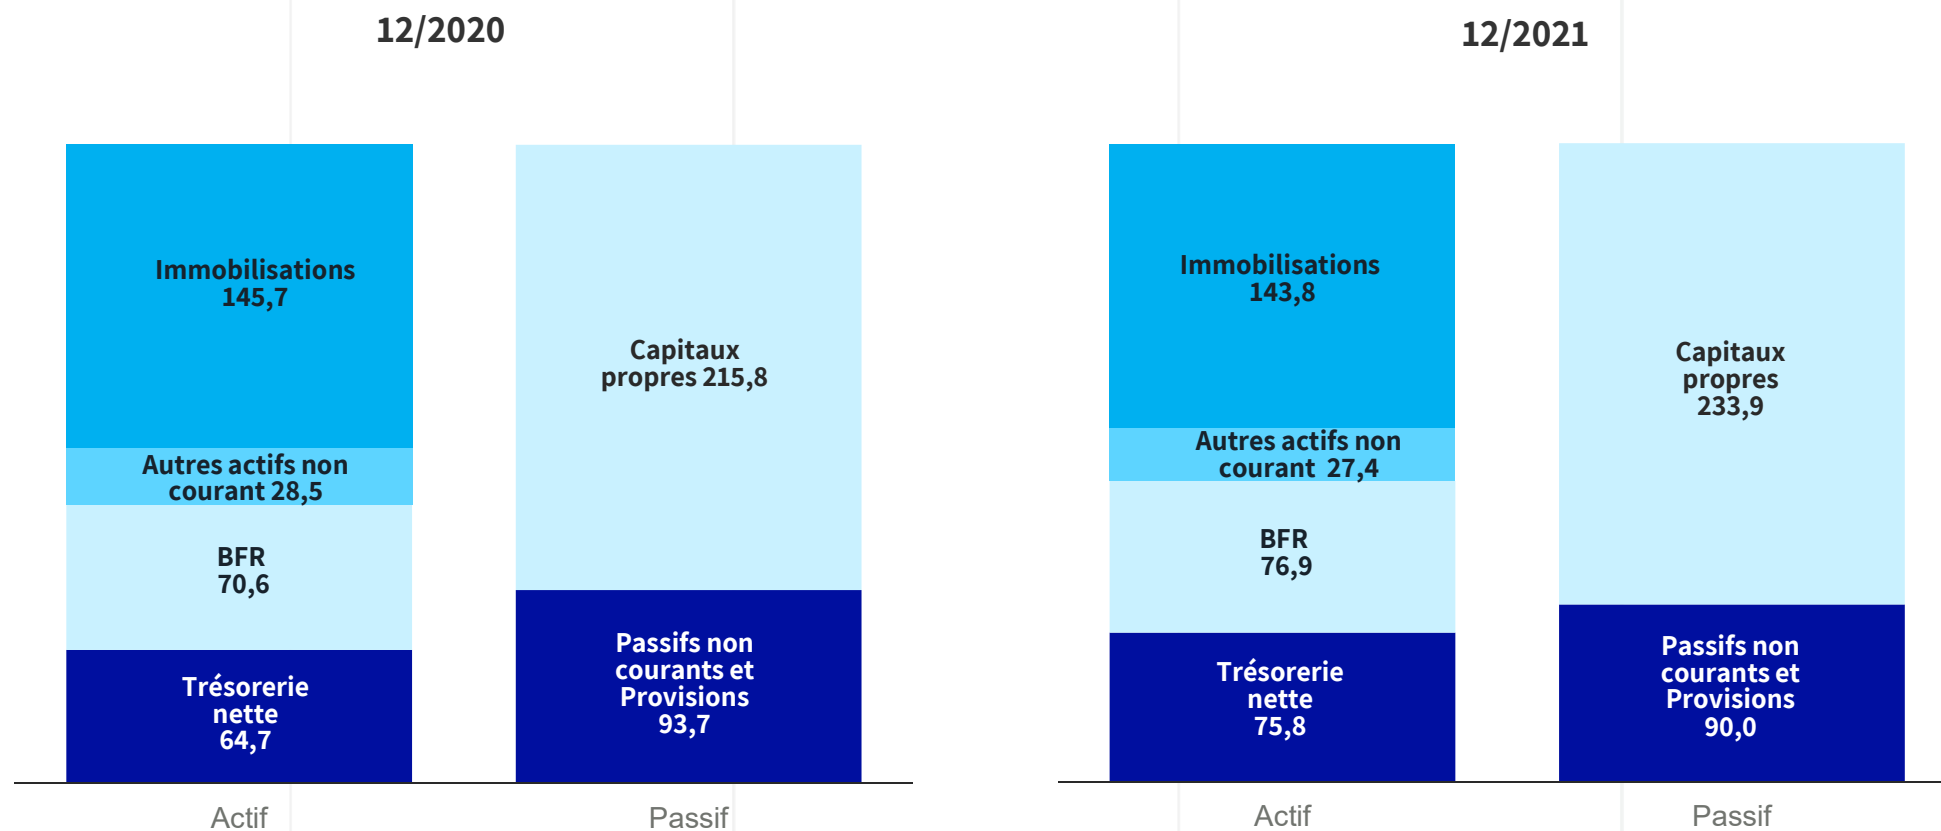 12/2020
Immobilisations
145,7
Autres actifs non
courant 28,5
BFR
70,6
Trésorerie
nette
64,7
Capitaux
propres 215,8
Passifs non
courants et
Provisions
93,7
Actif
Passif
12/2021
Immobilisations
143,8
Autres actifs non
courant 27,4
BFR
76,9
Trésorerie
nette
75,8
Capitaux
propres
233,9
Passifs non
courants et
Provisions
90,0
Actif
Passif